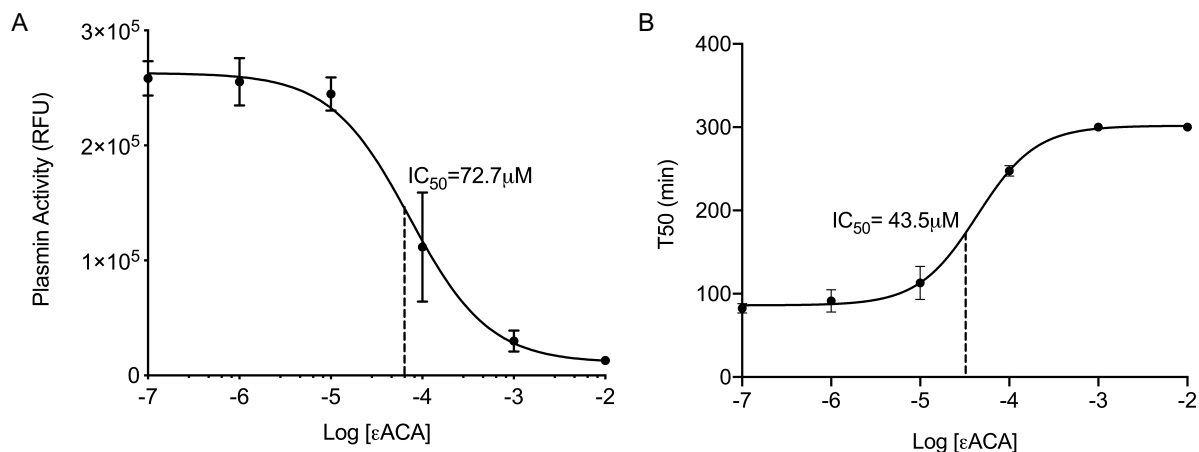 A
3×10⁵
2×10⁵
1×10⁵
0
Plasmin Activity (RFU)
IC₅₀=72.7μM
-7 -6 -5 -4 -3 -2
Log [εACA]
B
400
300
200
100
0
T50 (min)
IC₅₀= 43.5μM
-7 -6 -5 -4 -3 -2
Log [εACA]